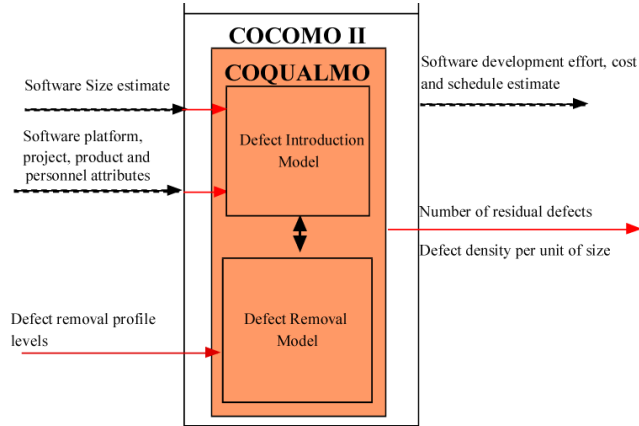 COCOMO II
COQUALMO
Software Size estimate
Software platform,
project, product and
personnel attributes
Defect Introduction
Model
Software development effort, cost
and schedule estimate
Number of residual defects
Defect density per unit of size
Defect removal profile
levels
Defect Removal
Model